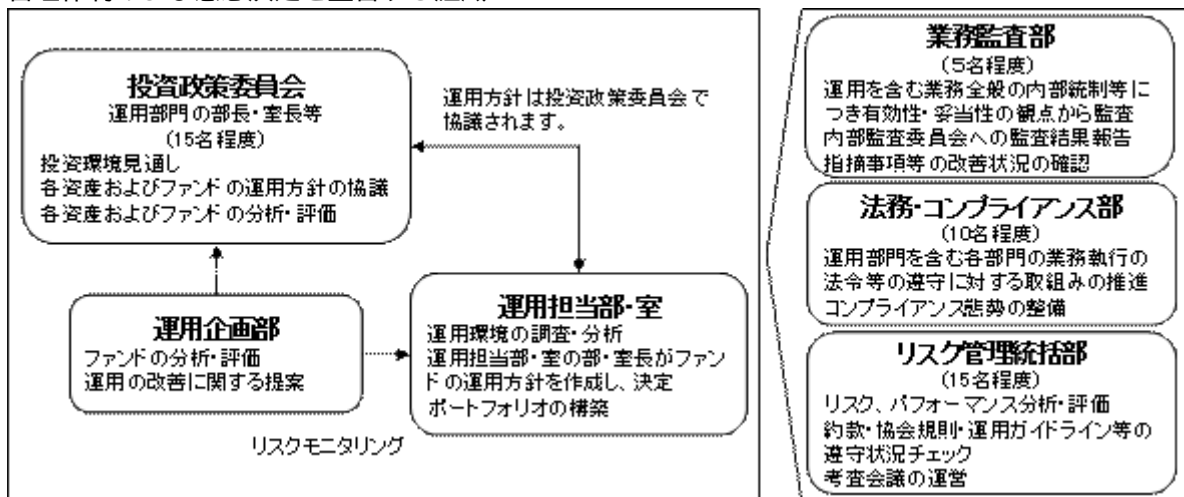 投資政策委員会
運用部門の部長・室長等
(15名程度)
投資環境見通し
各資産およびファンドの運用方針の協議
各資産およびファンドの分析・評価
運用方針は投資政策委員会で
協議されます。
運用企画部
ファンドの分析・評価
運用の改善に関する提案
運用担当部・室
運用環境の調査・分析
運用担当部・室の部・室長がファン
ドの運用方針を作成し、決定
ポートフォリオの構築
リスクモニタリング
業務監査部
(5名程度)
運用を含む業務全般の内部統制等に
つき有効性・妥当性の観点から監査
内部監査委員会への監査結果報告
指摘事項等の改善状況の確認
法務・コンプライアンス部
(10名程度)
運用部門を含む各部門の業務執行の
法令等の遵守に対する取組みの推進
コンプライアンス態勢の整備
リスク管理統括部
(15名程度)
リスク、パフォーマンス分析・評価
約款・協会規則・運用ガイドライン等の
遵守状況チェック
考査会議の運営